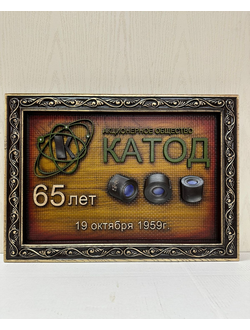 АКЦИОНЕРНОЕ ОБЩЕСТВО
КАТОД
65 лет
19 октября 1959г.